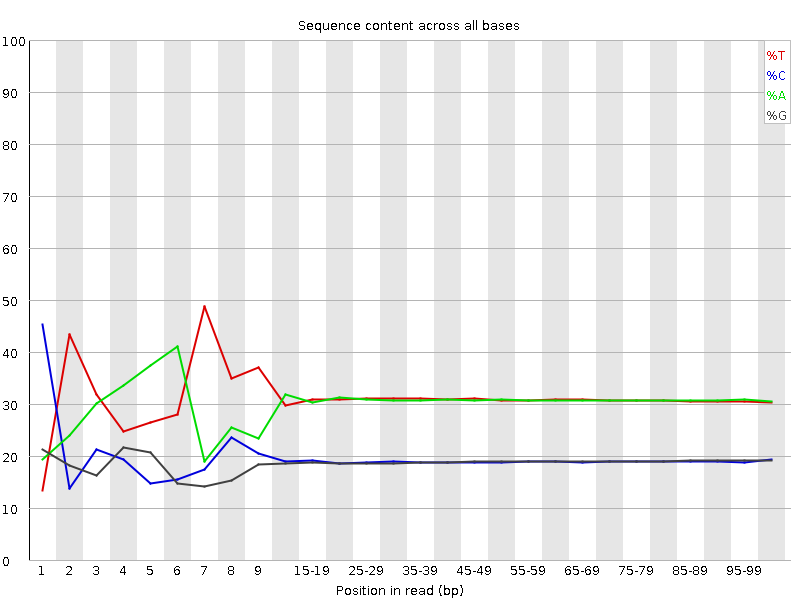 Sequence content across all bases
100
90
80
70
60
50
40
30
20
10
0
%T
%C
%A
%G
1 2 3 4 5 6 7 8 9 15-19 25-29 35-39 45-49 55-59 65-69 75-79 85-89 95-99
Position in read (bp)